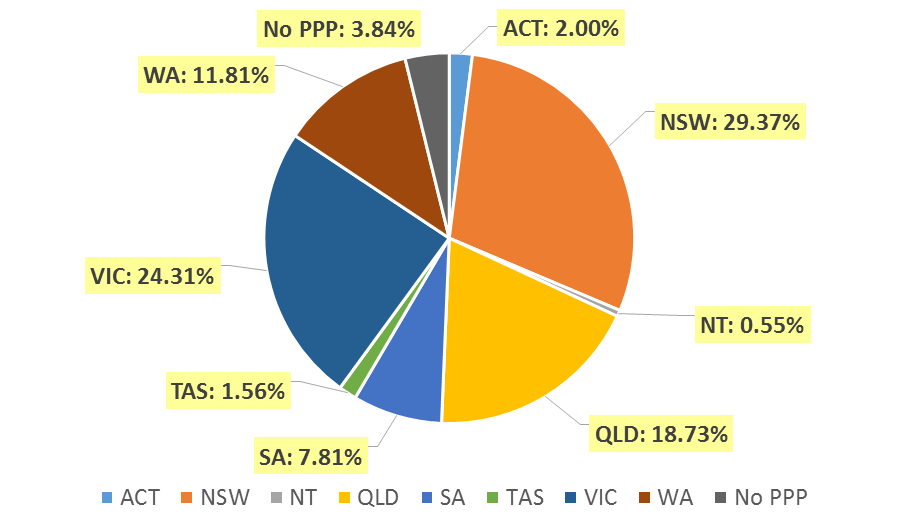 No PPP: 3.84%
ACT: 2.00%
WA: 11.81%
NSW: 29.37%
VIC: 24.31%
NT: 0.55%
TAS: 1.56%
QLD: 18.73%
SA: 7.81%
ACT NSW NT QLD SA TAS VIC WA No PPP